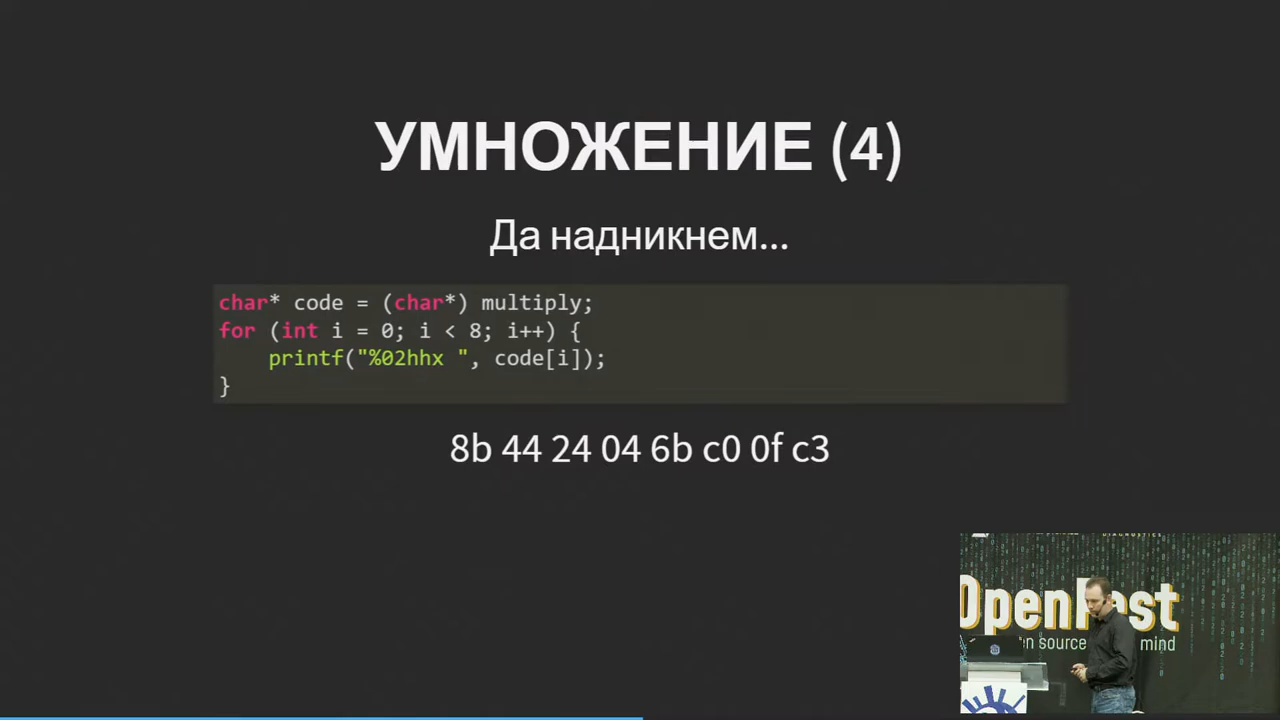 УМНОЖЕНИЕ (4)
Да надникнем...
char* code = (char*) multiply;
for (int i = 0; i < 8; i++) {
    printf("%02hhx ", code[i]);
}
8b 44 24 04 6b c0 0f c3
OpenFest
mind